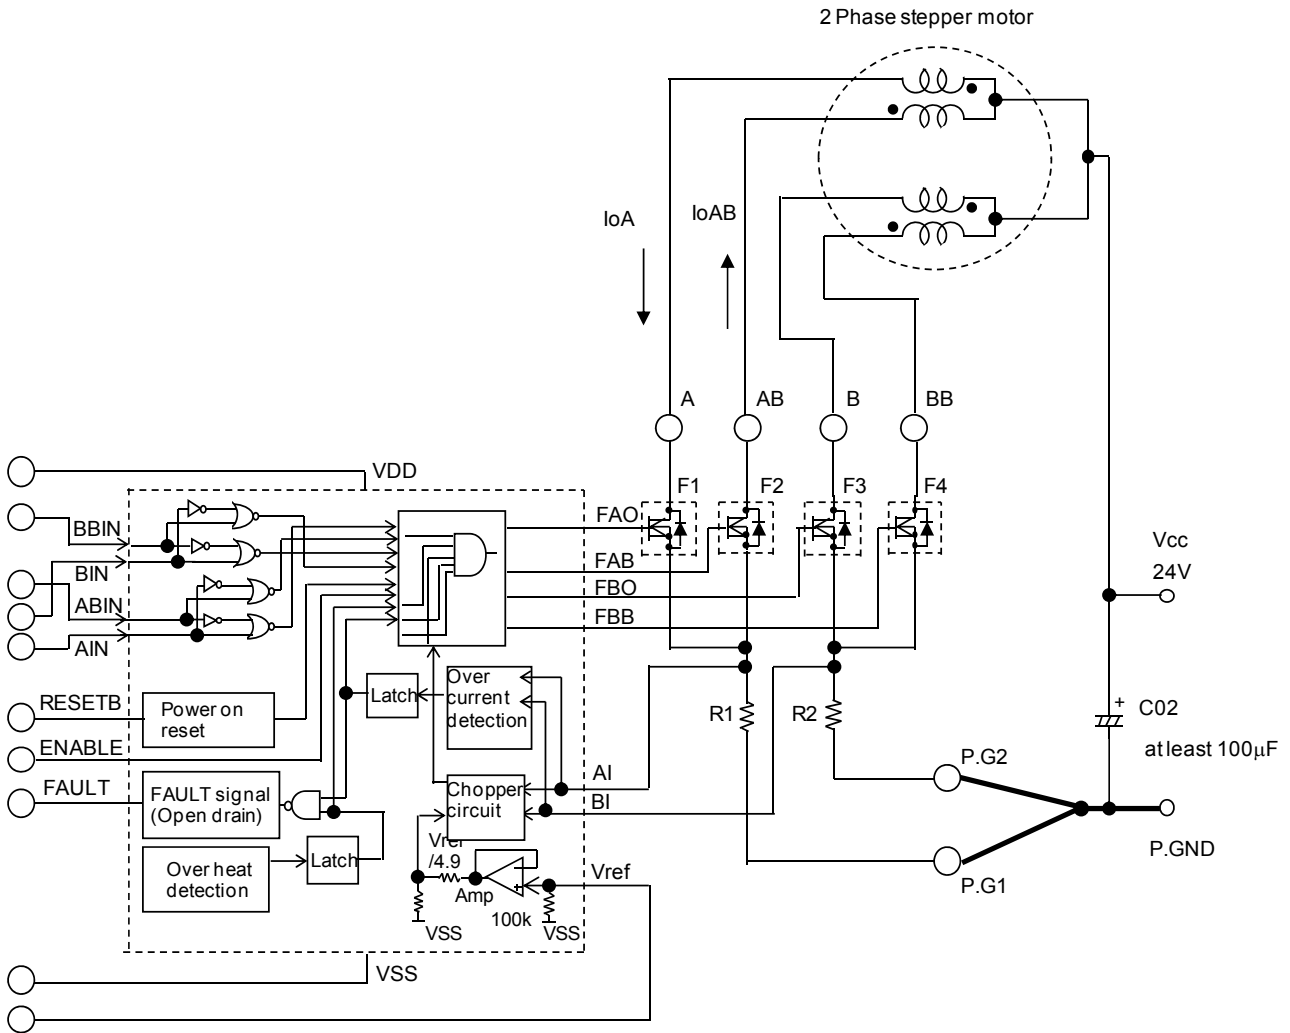 2 Phase stepper motor
IoA
IoAB
A
AB
B
BB
F1
F2
F3
F4
VDD
BBIN
BIN
ABIN
AIN
FAO
FAB
FBO
FBB
Vcc
24V
RESETB
Power on
reset
ENABLE
FAULT
FAULT signal
(Open drain)
Over heat
detection
Latch
Latch
Over
current
detection
Chopper
circuit
AI
BI
R1
R2
P.G2
P.G1
+
C02
at least 100μF
P.GND
Vref
/4.9
Amp
+
100k
Vref
VSS
VSS
VSS